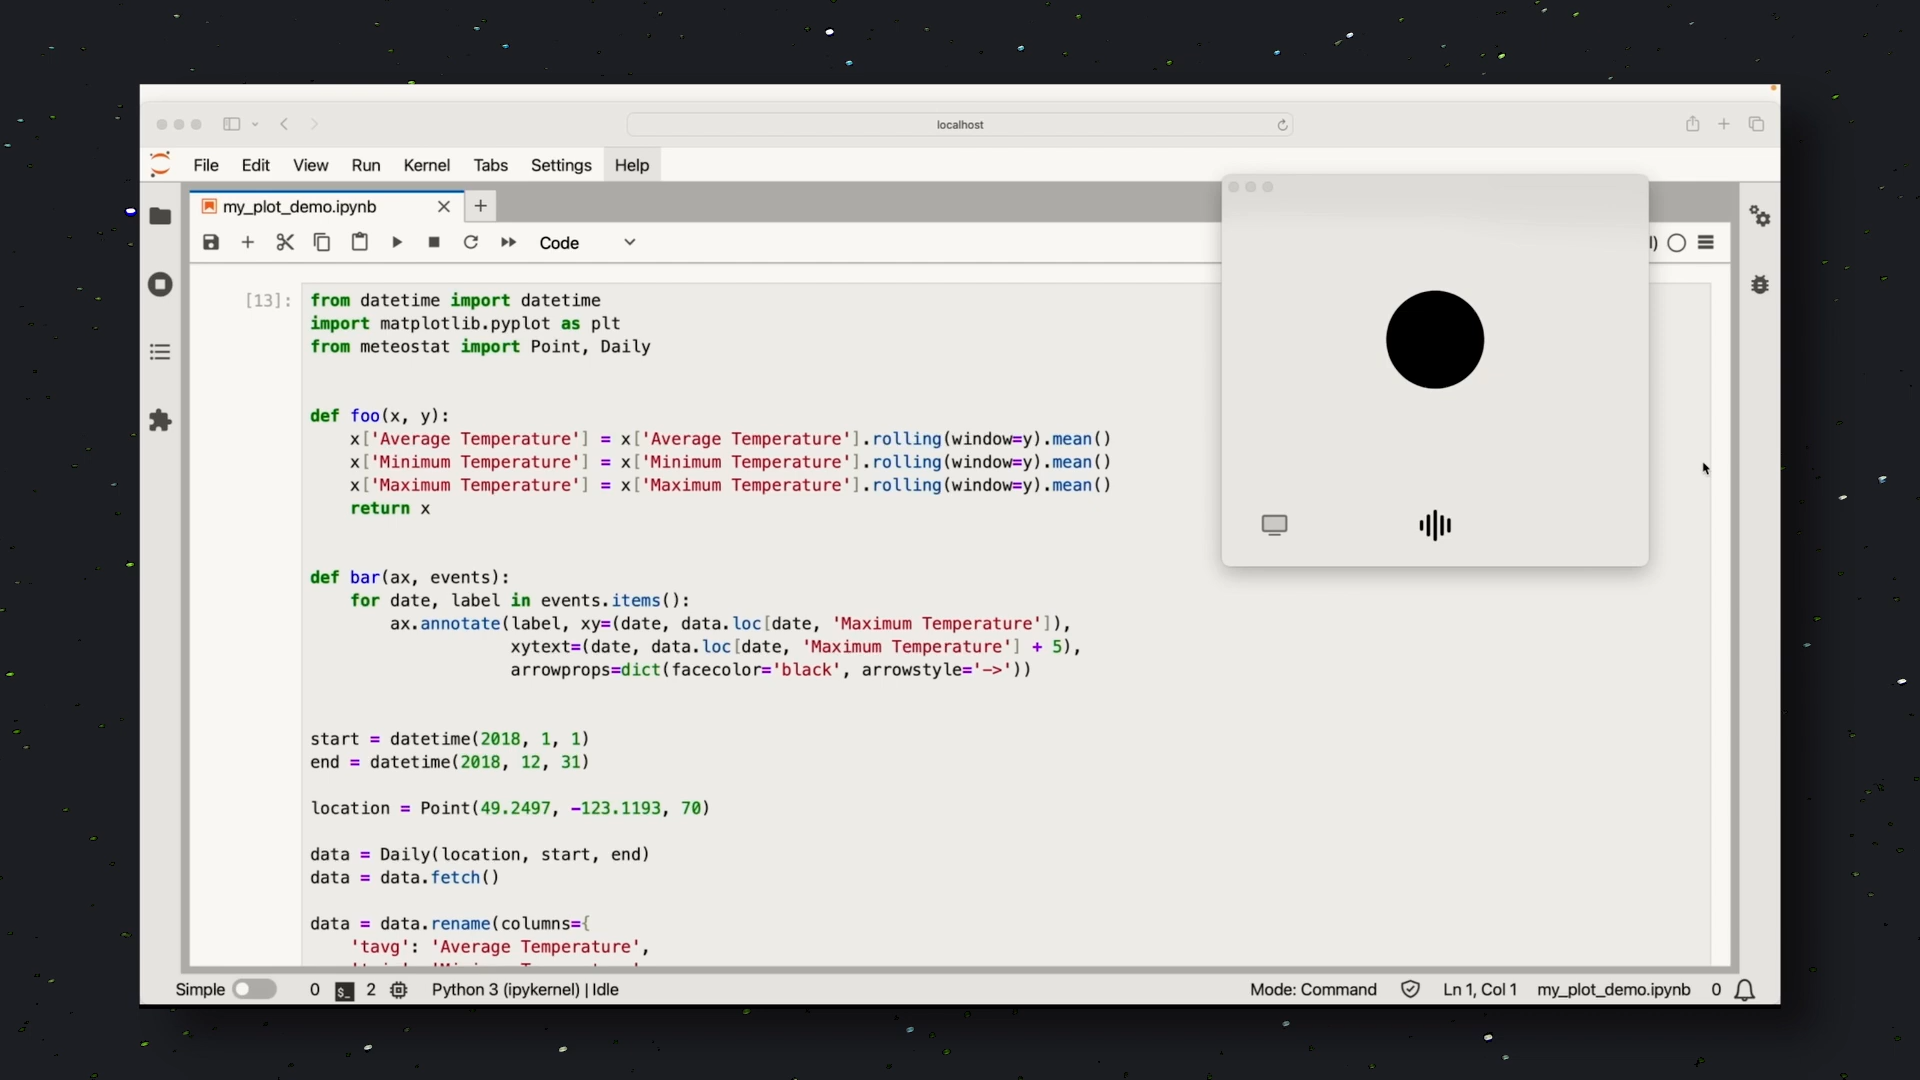 localhost
File Edit View Run Kernel Tabs Settings Help
my_plot_demo.ipynb
Code
[13]:
from datetime import datetime
import matplotlib.pyplot as plt
from meteostat import Point, Daily
def foo(x, y):
x['Average Temperature'] = x['Average Temperature'].rolling(window=y).mean()
x['Minimum Temperature'] = x['Minimum Temperature'].rolling(window=y).mean()
x['Maximum Temperature'] = x['Maximum Temperature'].rolling(window=y).mean()
return x
def bar(ax, events):
for date, label in events.items():
ax.annotate(label, xy=(date, data.loc[date, 'Maximum Temperature']),
xytext=(date, data.loc[date, 'Maximum Temperature'] + 5),
arrowprops=dict(facecolor='black', arrowstyle='->'))
start = datetime(2018, 1, 1)
end = datetime(2018, 12, 31)
location = Point(49.2497, -123.1193, 70)
data = Daily(location, start, end)
data = data.fetch()
data = data.rename(columns={
'tavg': 'Average Temperature',
Simple 0 $_ 2 Python 3 (ipykernel) | Idle Mode: Command Ln 1, Col 1 my_plot_demo.ipynb 0